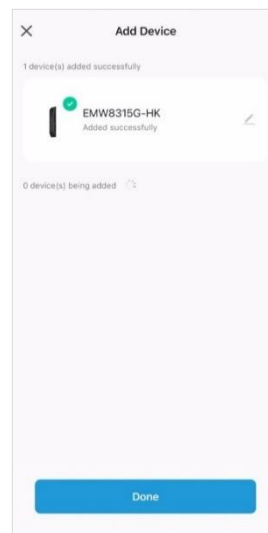 Add Device
1 device(s) added successfully
EMW8315G-HK
Added successfully
0 device(s) being added
Done